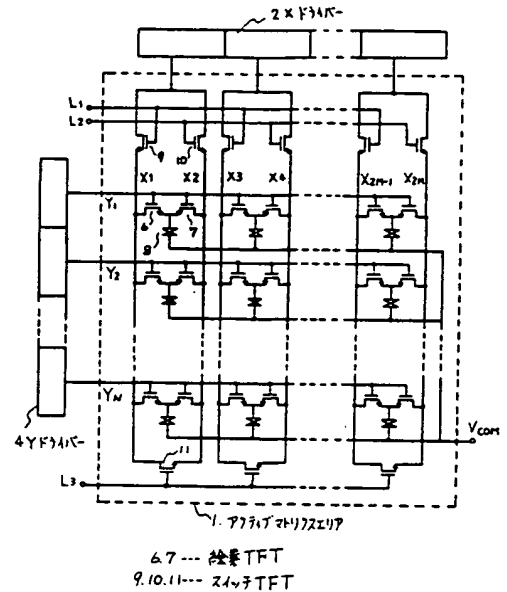 2 Xドライバー
L1
L2
9
10
X1 X2 X3 X4 X2M-1 X2M
Y1
6
7
8
Y2
YN
4 Yドライバー
VCOM
11
L3
1. アクティブマトリクスエリア
6.7 --- 絵素TFT
9.10.11 --- スイッチTFT